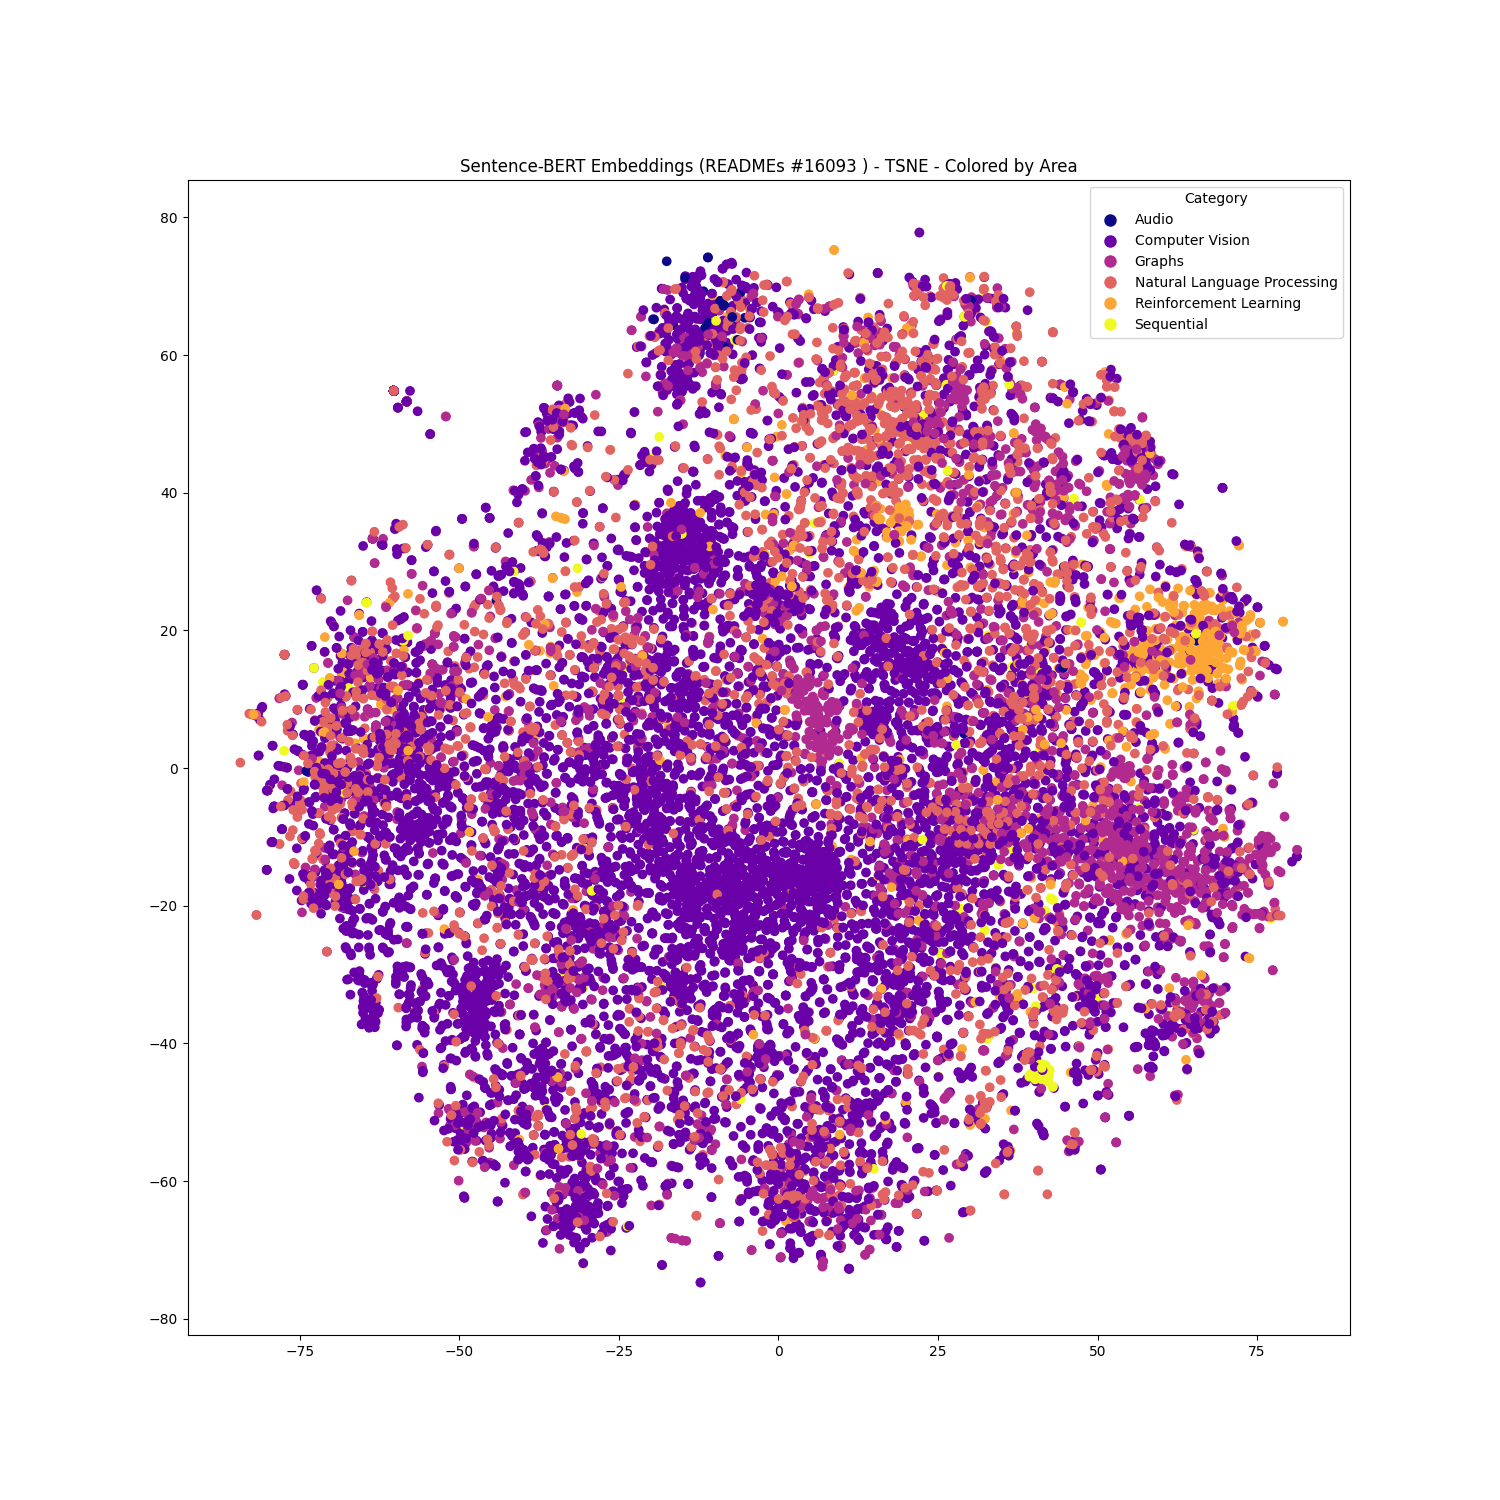 Sentence-BERT Embeddings (READMEs #16093 ) - TSNE - Colored by Area
Category
Audio
Computer Vision
Graphs
Natural Language Processing
Reinforcement Learning
Sequential
80
60
40
20
0
−20
−40
−60
−80
−75
−50
−25
0
25
50
75